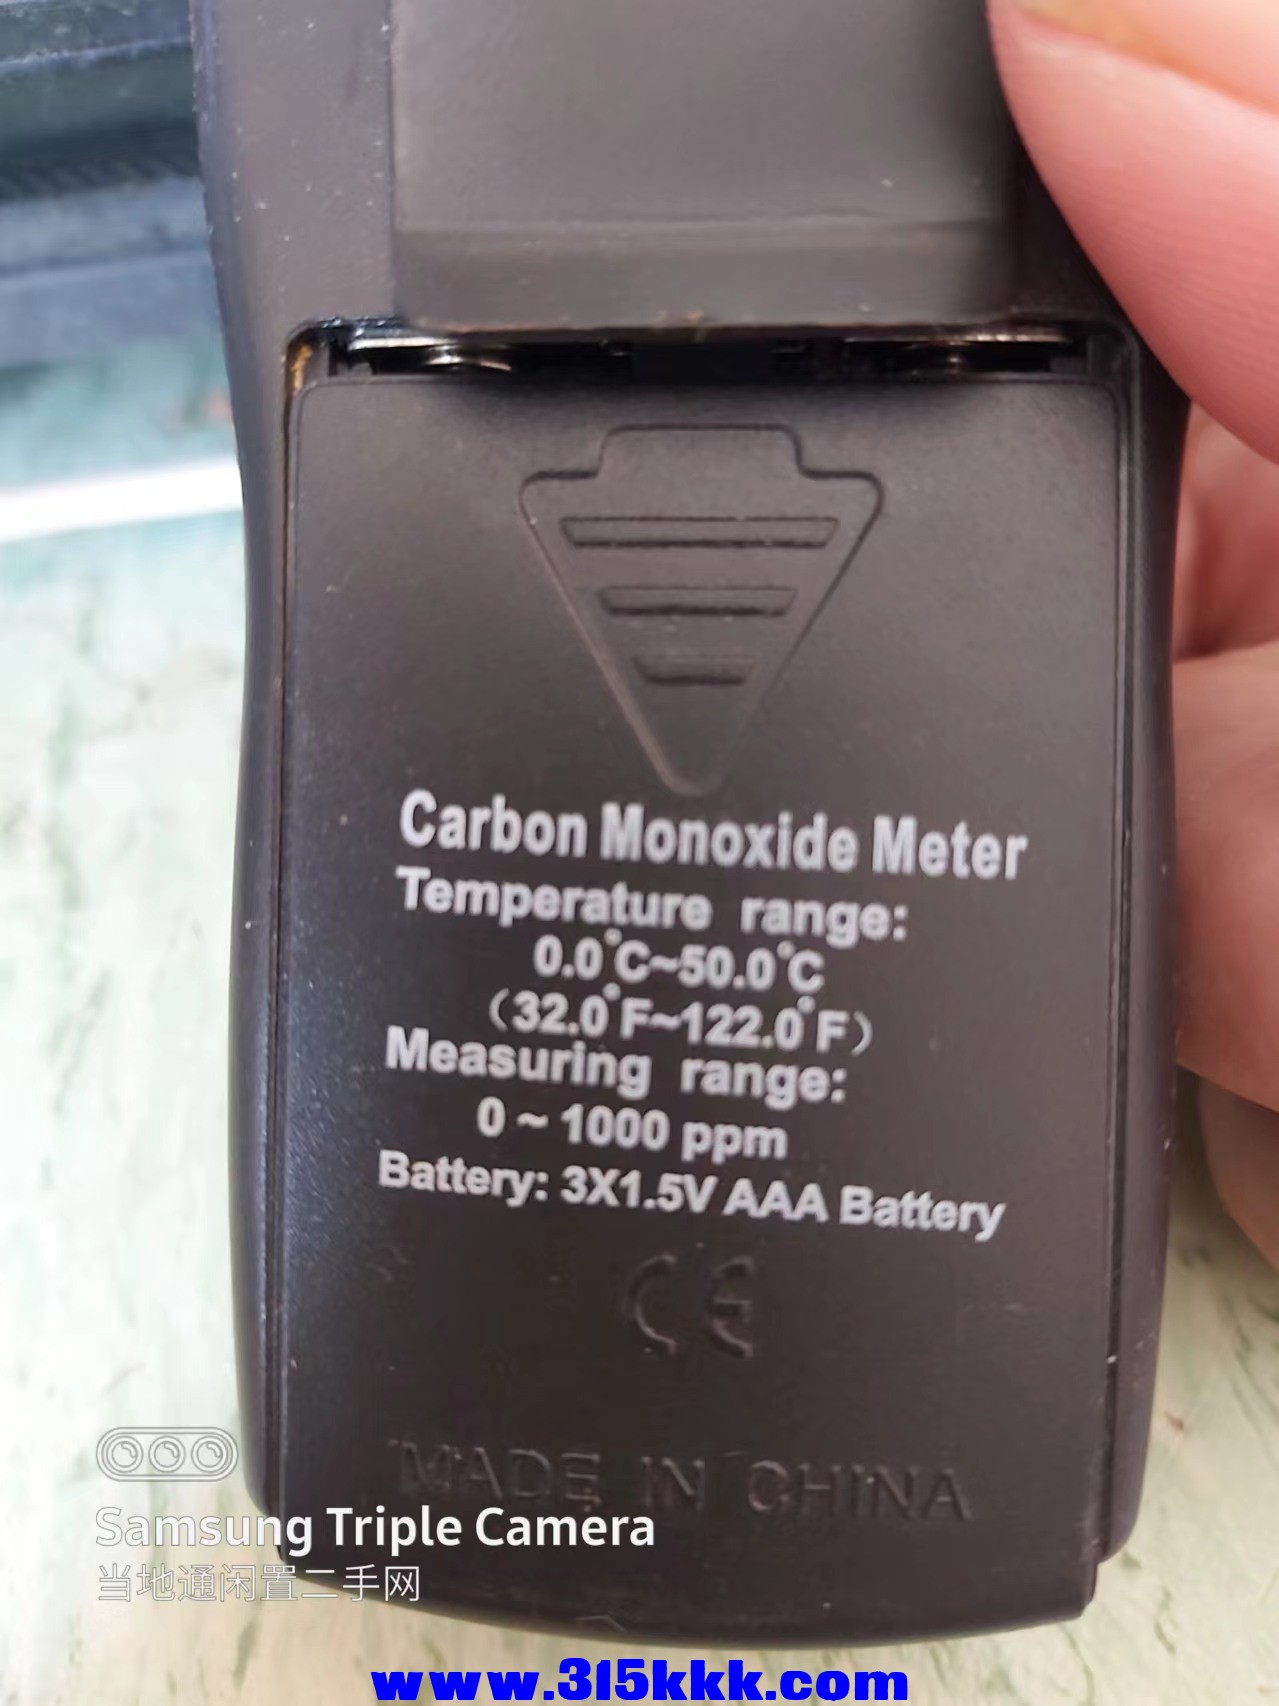 Carbon Monoxide Meter
Temperature range:
0.0°C~50.0°C
（32.0°F~122.0°F）
Measuring range:
0 ~ 1000 ppm
Battery: 3X1.5V AAA Battery
CE
MADE IN CHINA
Samsung Triple Camera
当地通闲置二手网
www.315kkk.com